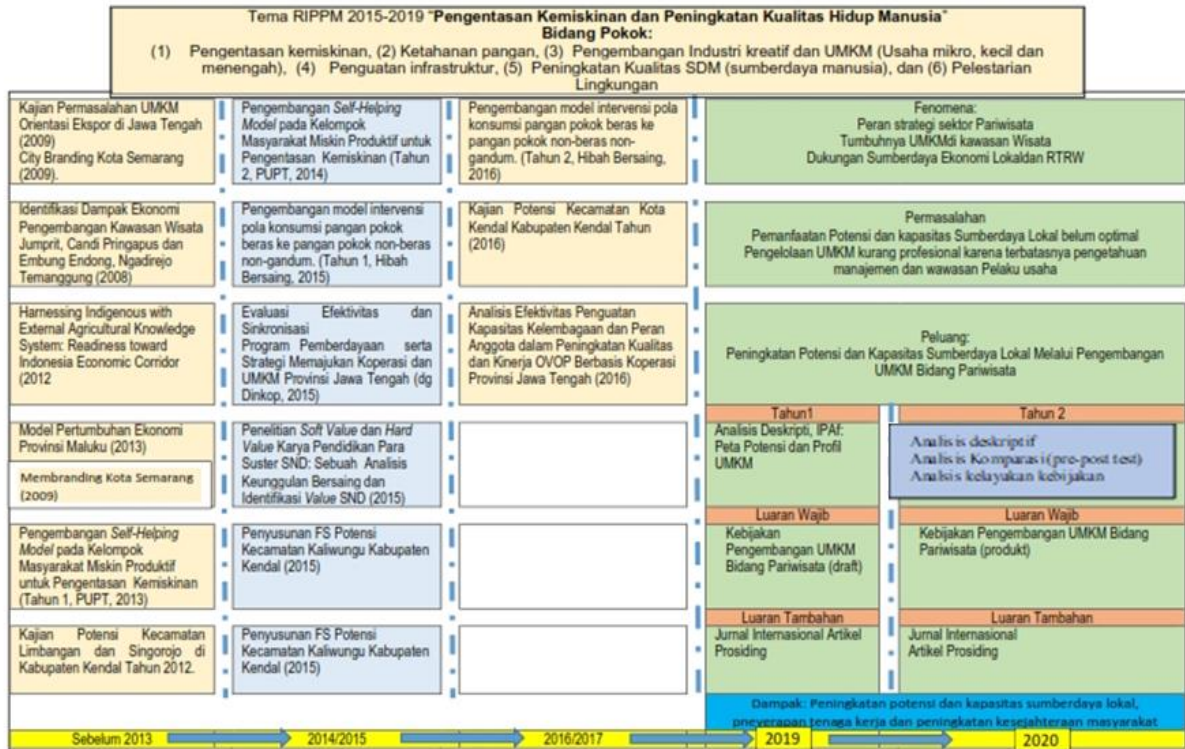 Tema RIPPM 2015-2019 "Pengentasan Kemiskinan dan Peningkatan Kualitas Hidup Manusia"
Bidang Pokok:
(1) Pengentasan kemiskinan, (2) Ketahanan pangan, (3) Pengembangan Industri kreatif dan UMKM (Usaha mikro, kecil dan
menengah), (4) Penguatan infrastruktur, (5) Peningkatan Kualitas SDM (sumberdaya manusia), dan (6) Pelestarian
Lingkungan
Kajian Permasalahan UMKM
Orientasi Ekspor di Jawa Tengah
(2009)
City Branding Kota Semarang
(2009).
Identifikasi Dampak Ekonomi
Pengembangan Kawasan Wisata
Jumprit, Candi Pringapus dan
Embung Endong, Ngadirejo
Temanggung (2008)
Harnessing Indigenous with
External Agricultural Knowledge
System: Readiness toward
Indonesia Economic Corridor
(2012
Model Pertumbuhan Ekonomi
Provinsi Maluku (2013)
Membranding Kota Semarang
(2009)
Pengembangan Self-Helping
Model pada Kelompok
Masyarakat Miskin Produktif
untuk Pengentasan Kemiskinan
(Tahun 1, PUPT, 2013)
Kajian Potensi Kecamatan
Limbangan dan Singorojo di
Kabupaten Kendal Tahun 2012.
Pengembangan Self-Helping
Model pada Kelompok
Masyarakat Miskin Produktif untuk
Pengentasan Kemiskinan (Tahun
2, PUPT, 2014)
Pengembangan model intervensi
pola konsumsi pangan pokok
beras ke pangan pokok non-beras
non-gandum. (Tahun 1, Hibah
Bersaing, 2015)
Evaluasi Efektivitas dan
Sinkronisasi
Program Pemberdayaan serta
Strategi Memajukan Koperasi dan
UMKM Provinsi Jawa Tengah (dg
Dinkop, 2015)
Penelitian Soft Value dan Hard
Value Karya Pendidikan Para
Suster SND: Sebuah Analisis
Keunggulan Bersaing dan
Identifikasi Value SND (2015)
Penyusunan FS Potensi
Kecamatan Kaliwungu Kabupaten
Kendal (2015)
Penyusunan FS Potensi
Kecamatan Kaliwungu Kabupaten
Kendal (2015)
Pengembangan model intervensi pola
konsumsi pangan pokok beras ke
pangan pokok non-beras non-
gandum. (Tahun 2, Hibah Bersaing,
2016)
Kajian Potensi Kecamatan Kota
Kendal Kabupaten Kendal Tahun
(2016)
Analisis Efektivitas Penguatan
Kapasitas Kelembagaan dan Peran
Anggota dalam Peningkatan Kualitas
dan Kinerja OVOP Berbasis Koperasi
Provinsi Jawa Tengah (2016)
Fenomena:
Peran strategi sektor Pariwisata
Tumbuhnya UMKMdi kawasan Wisata
Dukungan Sumberdaya Ekonomi Lokaldan RTRW
Permasalahan
Pemanfaatan Potensi dan kapasitas Sumberdaya Lokal belum optimal
Pengelolaan UMKM kurang profesional karena terbatasnya pengetahuan
manajemen dan wawasan Pelaku usaha
Peluang:
Peningkatan Potensi dan Kapasitas Sumberdaya Lokal Melalui Pengembangan
UMKM Bidang Pariwisata
Tahun1
Analisis Deskripti, IPAf:
Peta Potensi dan Profil
UMKM
Luaran Wajib
Kebijakan
Pengembangan UMKM
Bidang Pariwisata (draft)
Luaran Tambahan
Jurnal Internasional Artikel
Prosiding
Tahun 2
Analisis deskriptif
Analisis Komparasi(pre-post test)
Analsis kelayakan kebijakan
Luaran Wajib
Kebijakan Pengembangan UMKM Bidang
Pariwisata (produkt)
Luaran Tambahan
Jurnal Internasional
Artikel Prosiding
Dampak: Peningkatan potensi dan kapasitas sumberdaya lokal,
pneverapan tenaga kerja dan peningkatan kesejahteraan masyarakat
Sebelum 2013
2014/2015
2016/2017
2019
2020